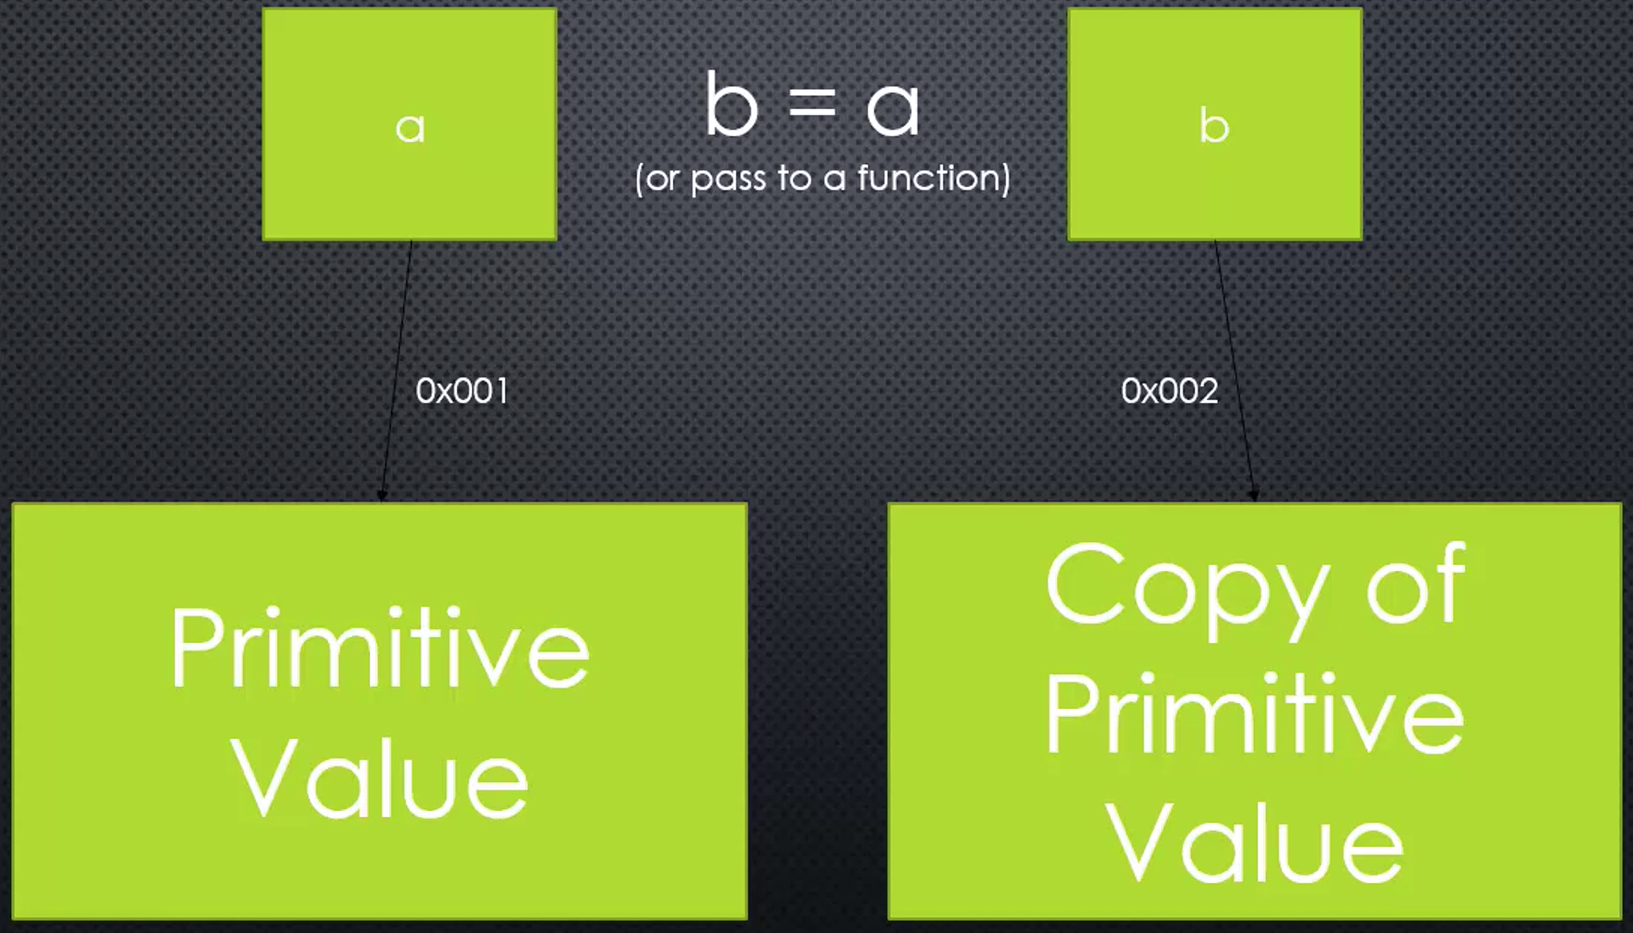 a
b = a
(or pass to a function)
b
0x001
0x002
Primitive
Value
Copy of
Primitive
Value